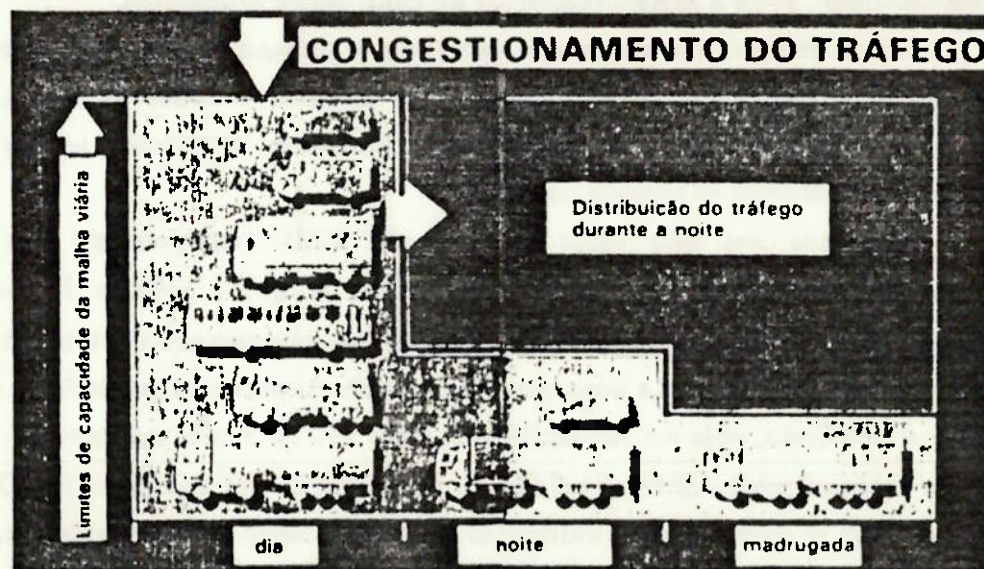 CONGESTIONAMENTO DO TRÁFEGO
Limites de capacidade da malha viária
Distribuição do tráfego
durante a noite
dia
noite
madrugada